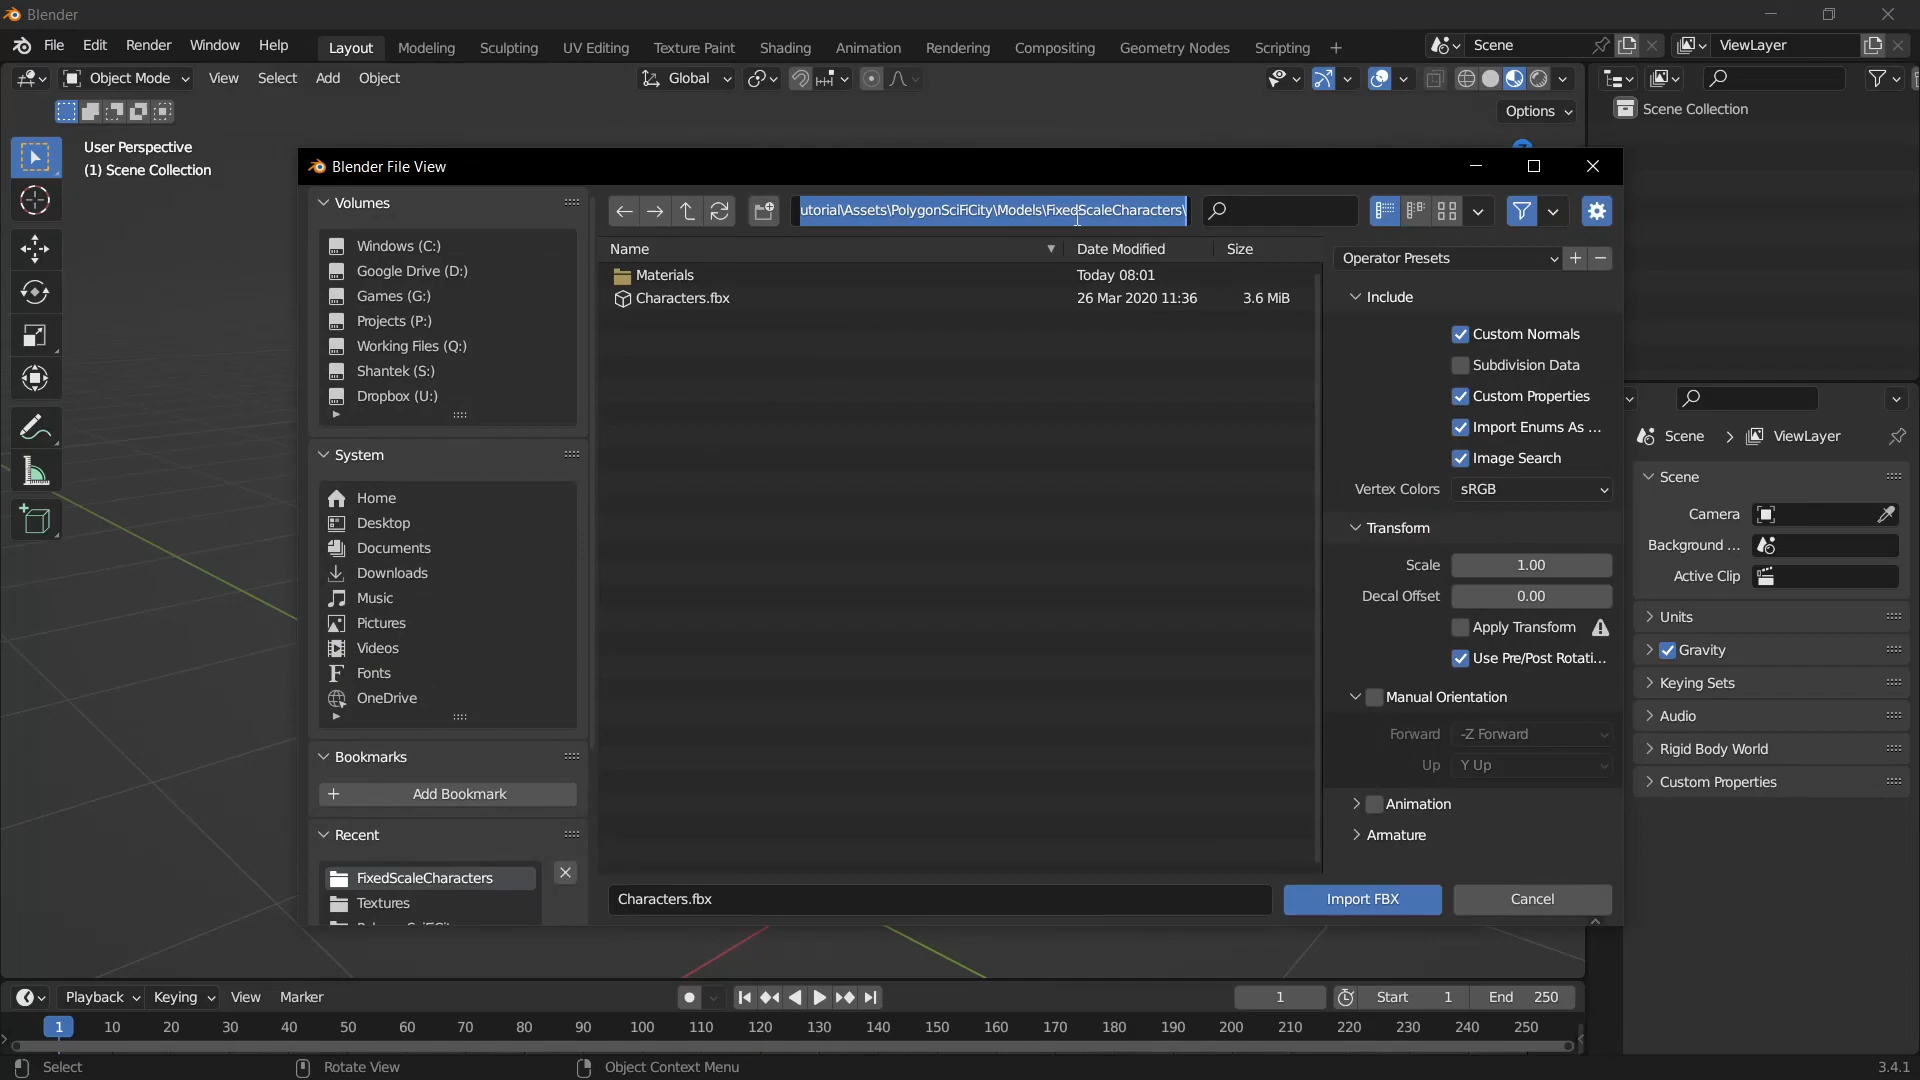 Blender
File Edit Render Window Help Layout Modeling Sculpting UV Editing Texture Paint Shading Animation Rendering Compositing Geometry Nodes Scripting + Scene ViewLayer
Object Mode View Select Add Object Global
Options
Scene Collection
User Perspective
(1) Scene Collection
Blender File View
Volumes
Windows (C:)
Google Drive (D:)
Games (G:)
Projects (P:)
Working Files (Q:)
Shantek (S:)
Dropbox (U:)
System
Home
Desktop
Documents
Downloads
Music
Pictures
Videos
Fonts
OneDrive
Bookmarks
+ Add Bookmark
Recent
FixedScaleCharacters
Textures
utorial\Assets\PolygonSciFiCity\Models\FixedScaleCharacters\
Name Date Modified Size
Materials Today 08:01
Characters.fbx 26 Mar 2020 11:36 3.6 MiB
Characters.fbx
Operator Presets
Include
Custom Normals
Subdivision Data
Custom Properties
Import Enums As ...
Image Search
Vertex Colors sRGB
Transform
Scale 1.00
Decal Offset 0.00
Apply Transform
Use Pre/Post Rotati...
Manual Orientation
Forward -Z Forward
Up Y Up
Animation
Armature
Import FBX Cancel
Scene > ViewLayer
Scene
Camera
Background ...
Active Clip
Units
Gravity
Keying Sets
Audio
Rigid Body World
Custom Properties
Playback Keying View Marker 1 Start 1 End 250
1 10 20 30 40 50 60 70 80 90 100 110 120 130 140 150 160 170 180 190 200 210 220 230 240 250
Select Rotate View Object Context Menu 3.4.1